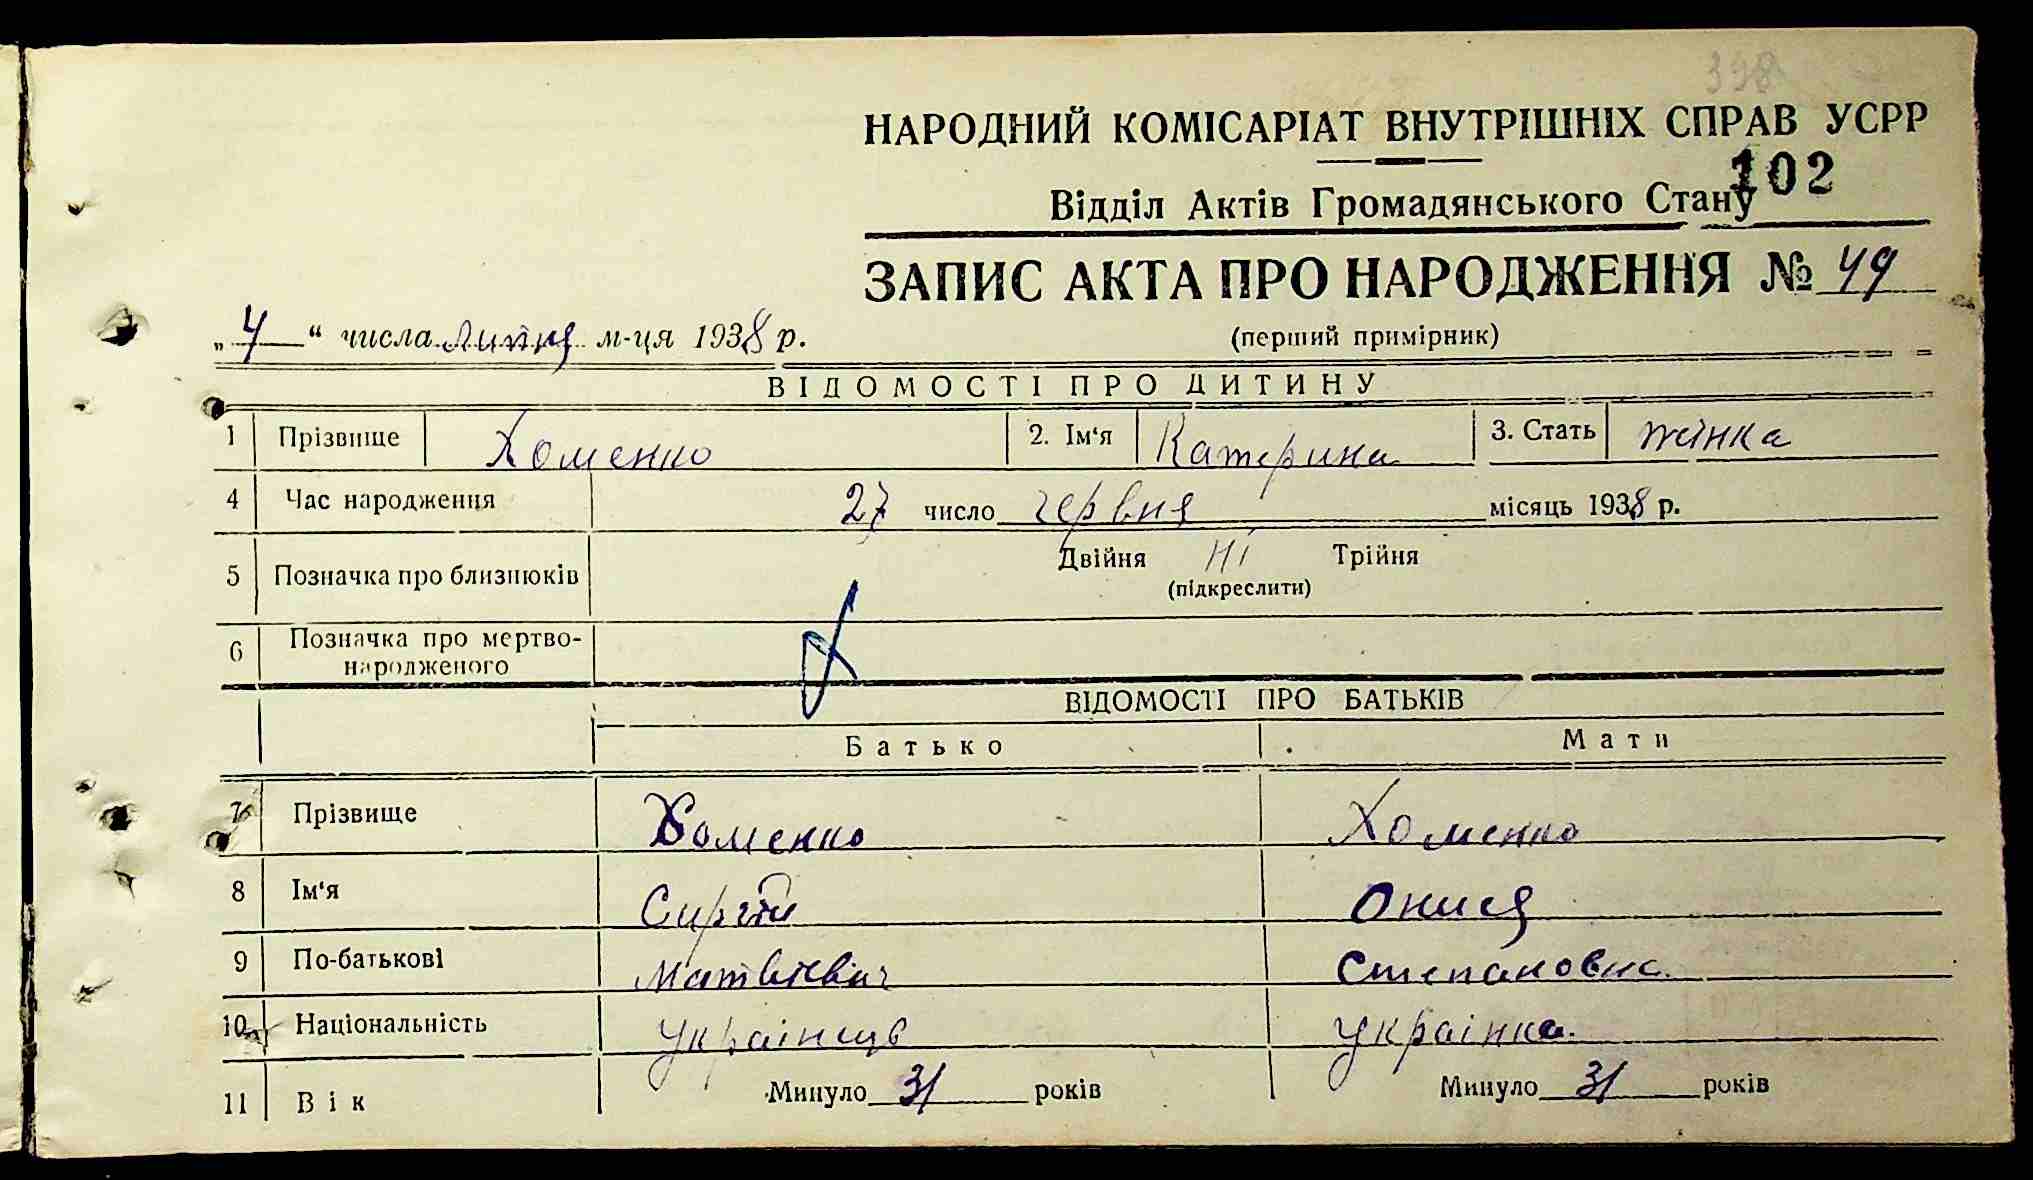 398
НАРОДНИЙ КОМІСАРІАТ ВНУТРІШНІХ СПРАВ УСРР
102
Відділ Актів Громадянського Стану
ЗАПИС АКТА ПРО НАРОДЖЕННЯ № 49
„4“ числа липня м-ця 1938 р.
(перший примірник)
ВІДОМОСТІ ПРО ДИТИНУ
1 Прізвище Хоменко 2. Ім'я Катерина 3. Стать жінка
4 Час народження 27 число червня місяць 1938 р.
5 Позначка про близнюків Двійня ні Трійня
(підкреслити)
6 Позначка про мертво-
народженого
ВІДОМОСТІ ПРО БАТЬКІВ
Батько Мати
7 Прізвище Хоменко Хоменко
8 Ім'я Сиргій Онися
9 По-батькові Матвієвич Степановна
10 Національність Українць Українка
11 Вік Минуло 31 років Минуло 31 років